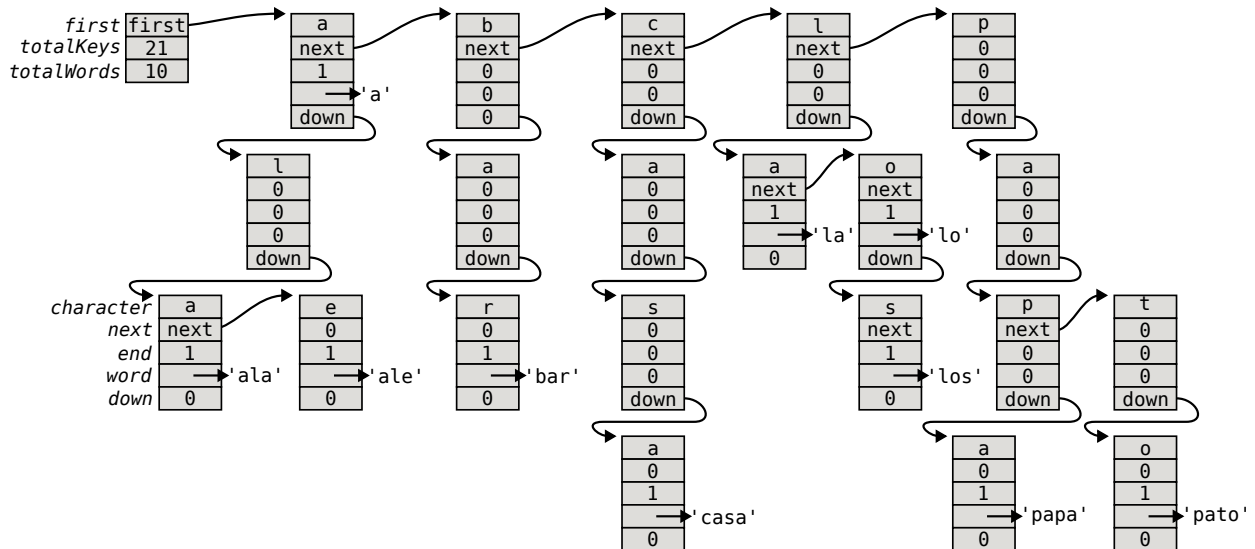 first first a b c l p
totalKeys 21 next next next next 0
totalWords 10 1 0 0 0 0
'a' 0 0 0 0
down 0 down down down
l a a a o a
0 0 0 next next 0
0 0 0 1 1 0
0 0 0 'la' 'lo' 0
down down down 0 down down
character a e r s s p t
next next 0 0 0 next next 0
end 1 1 1 0 1 0 0
word 'ala' 'ale' 'bar' 0 'los' 0 0
down 0 0 0 down 0 down down
a a o
0 0 0
1 1 1
'casa' 'papa' 'pato'
0 0 0